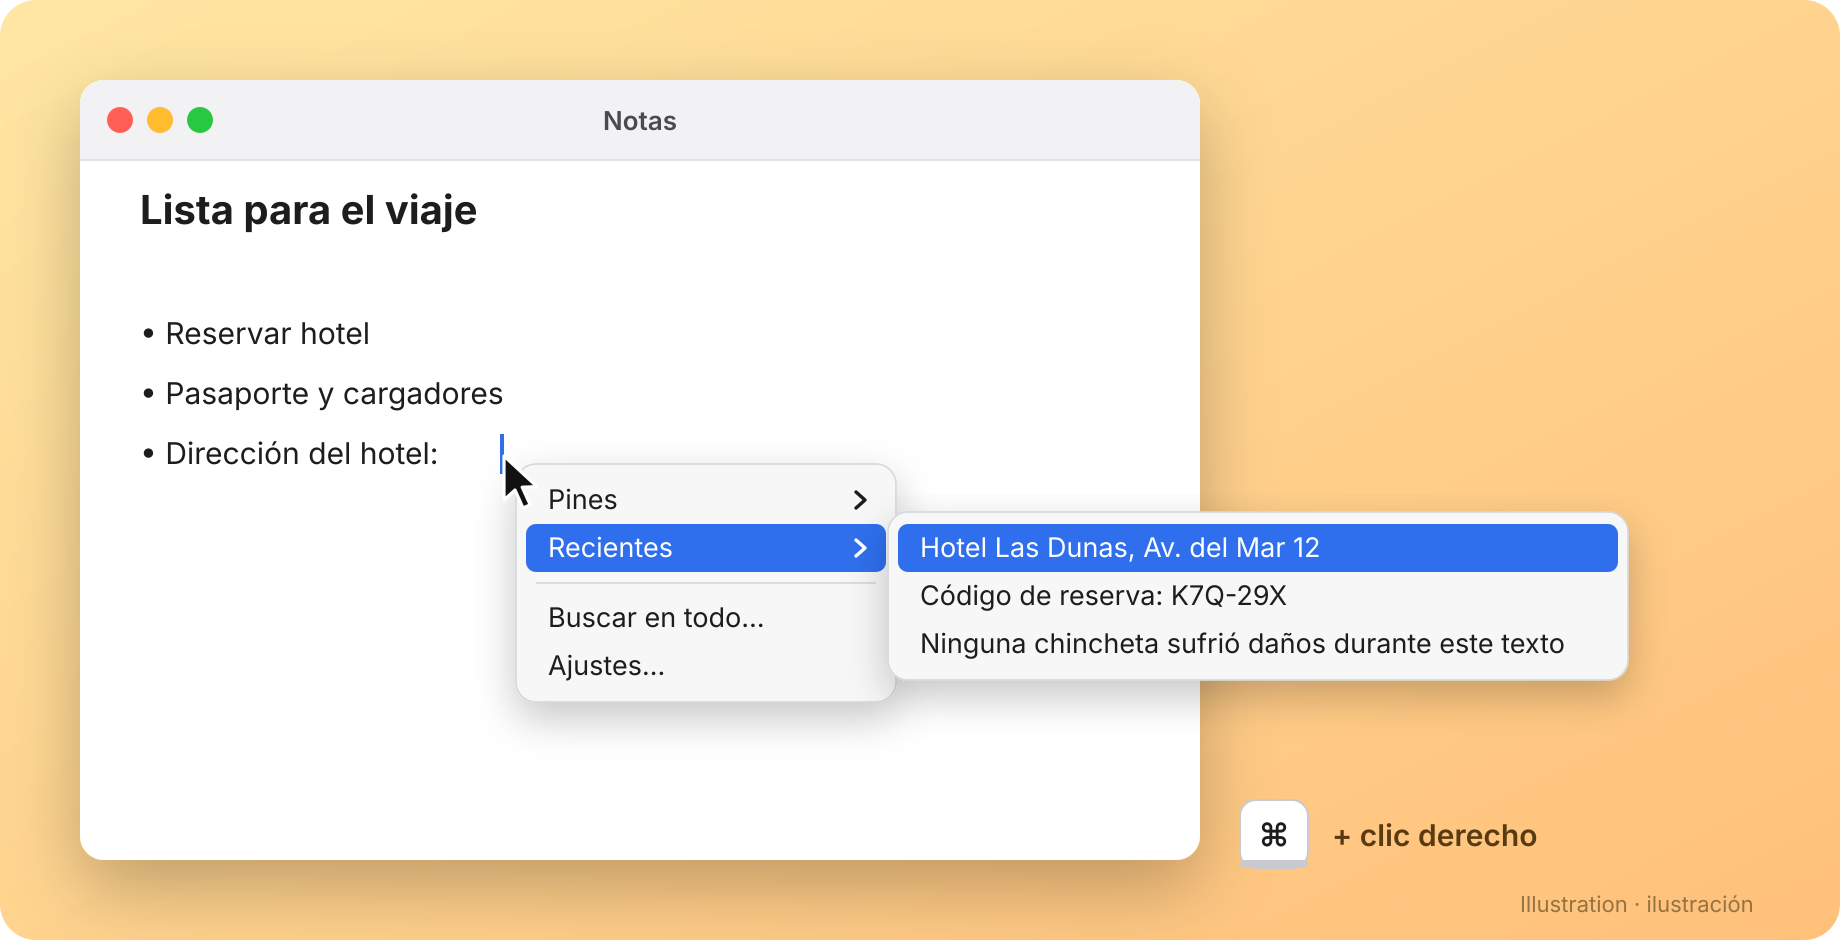 Notas
Lista para el viaje
• Reservar hotel
• Pasaporte y cargadores
• Dirección del hotel:
Pines
Recientes
Buscar en todo...
Ajustes...
Hotel Las Dunas, Av. del Mar 12
Código de reserva: K7Q-29X
Ninguna chincheta sufrió daños durante este texto
⌘ + clic derecho
Illustration · ilustración